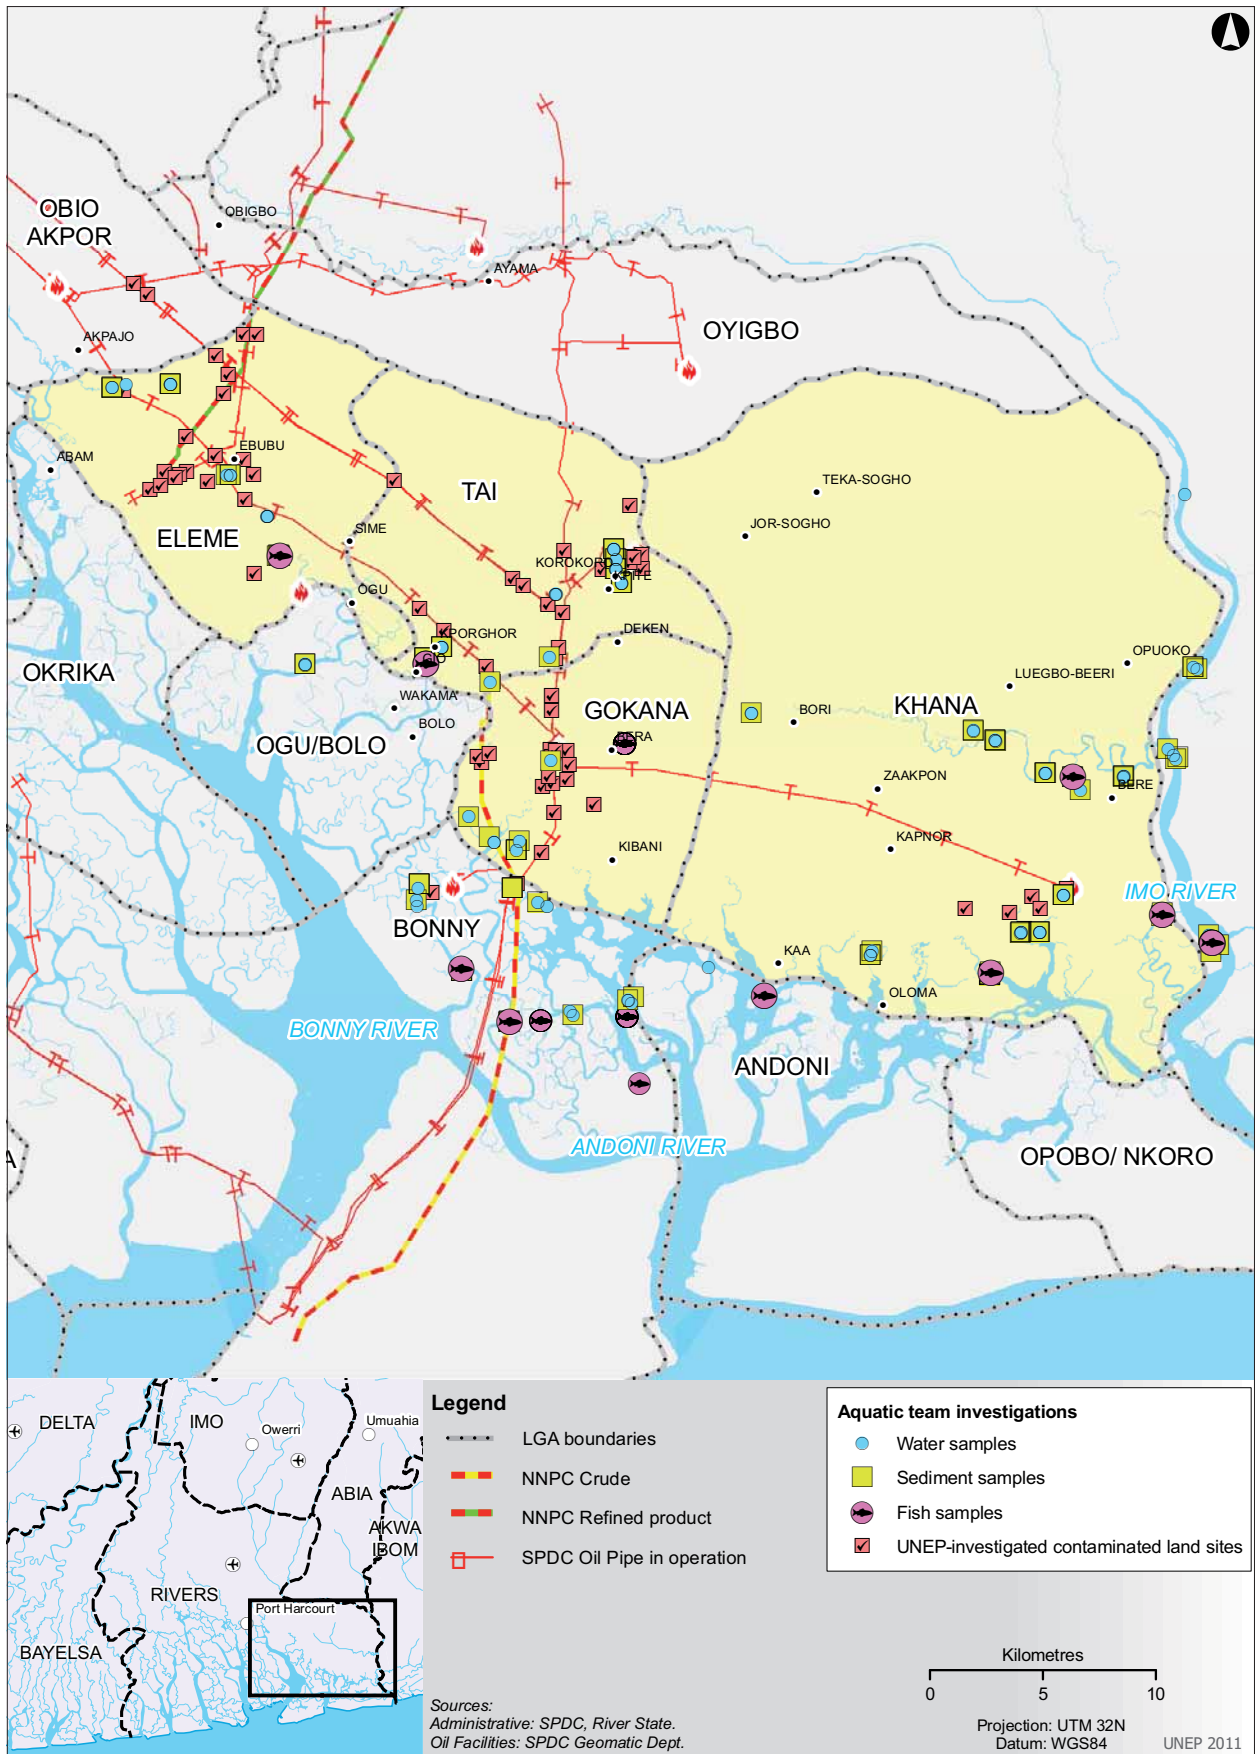 OBIO
AKPOR
OBIGBO
AYAMA
AKPAJO
OYIGBO
ABAM
EBUBU
TAI
TEKA-SOGHO
JOR-SOGHO
ELEME
SIME
OGU
KPITE
DEKEN
KPORGHOR
GIO
OKRIKA
WAKAMA
BOLO
OGU/BOLO
GOKANA
BERA
BORI
KHANA
LUEGBO-BEERI
OPUOKO
ZAAKPON
BERE
KAPNOR
KIBANI
IMO RIVER
BONNY
KAA
OLOMA
BONNY RIVER
ANDONI
ANDONI RIVER
OPOBO/ NKORO
DELTA
IMO
Owerri
Umuahia
ABIA
AKWA
IBOM
RIVERS
Port Harcourt
BAYELSA
Legend
LGA boundaries
NNPC Crude
NNPC Refined product
SPDC Oil Pipe in operation
Sources:
Administrative: SPDC, River State.
Oil Facilities: SPDC Geomatic Dept.
Aquatic team investigations
Water samples
Sediment samples
Fish samples
UNEP-investigated contaminated land sites
Kilometres
0 5 10
Projection: UTM 32N
Datum: WGS84
UNEP 2011